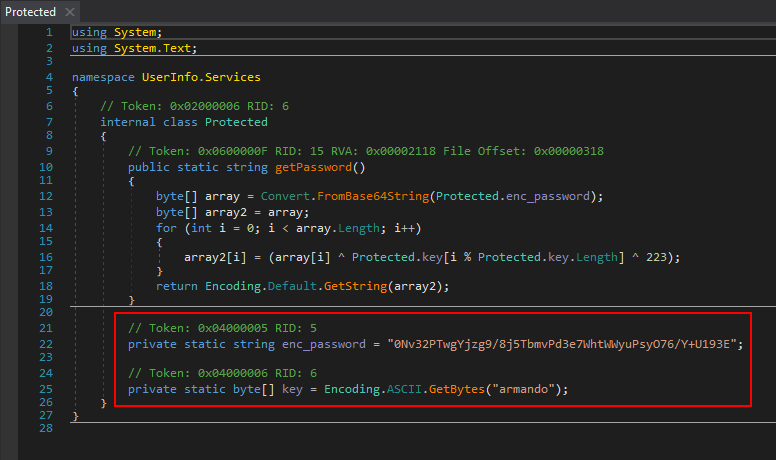 Protected
1 using System;
2 using System.Text;
3
4 namespace UserInfo.Services
5 {
6 // Token: 0x02000006 RID: 6
7 internal class Protected
8 {
9 // Token: 0x0600000F RID: 15 RVA: 0x00002118 File Offset: 0x00000318
10 public static string getPassword()
11 {
12 byte[] array = Convert.FromBase64String(Protected.enc_password);
13 byte[] array2 = array;
14 for (int i = 0; i < array.Length; i++)
15 {
16 array2[i] = (array[i] ^ Protected.key[i % Protected.key.Length] ^ 223);
17 }
18 return Encoding.Default.GetString(array2);
19 }
20
21 // Token: 0x04000005 RID: 5
22 private static string enc_password = "0Nv32PTwgYjzg9/8j5TbmvPd3e7WhtWWyuPsyO76/Y+U193E";
23
24 // Token: 0x04000006 RID: 6
25 private static byte[] key = Encoding.ASCII.GetBytes("armando");
26 }
27 }
28